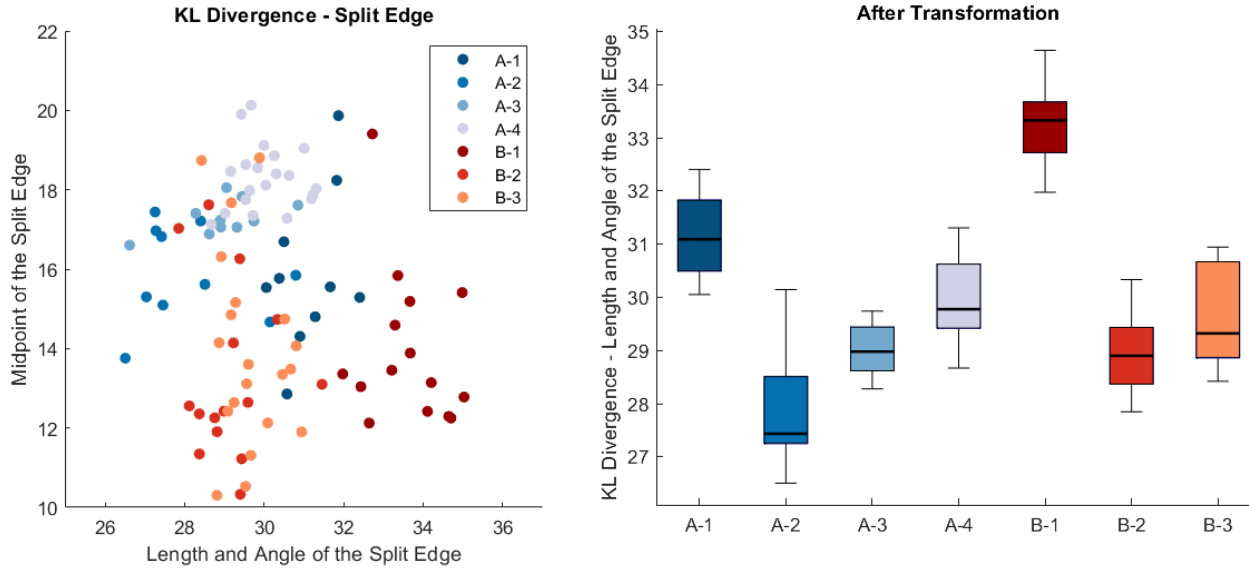 KL Divergence - Split Edge
22
20
18
16
14
12
10
Midpoint of the Split Edge
26 28 30 32 34 36
Length and Angle of the Split Edge
A-1
A-2
A-3
A-4
B-1
B-2
B-3
After Transformation
35
34
33
32
31
30
29
28
27
KL Divergence - Length and Angle of the Split Edge
A-1 A-2 A-3 A-4 B-1 B-2 B-3